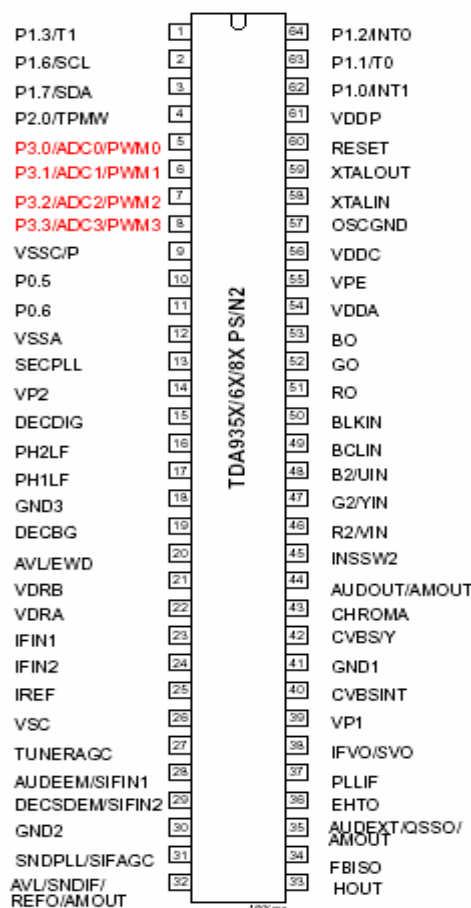 P1.3/T1 1 64 P1.2/INT0
P1.6/SCL 2 63 P1.1/T0
P1.7/SDA 3 62 P1.0/INT1
P2.0/TPMW 4 61 VDDP
P3.0/ADC0/PWM0 5 60 RESET
P3.1/ADC1/PWM1 6 59 XTALOUT
P3.2/ADC2/PWM2 7 58 XTALIN
P3.3/ADC3/PWM3 8 57 OSCGND
VSSC/P 9 56 VDDC
P0.5 10 55 VPE
P0.6 11 54 VDDA
VSSA 12 53 BO
SECPLL 13 52 GO
VP2 14 51 RO
DECDIG 15 50 BLKIN
PH2LF 16 49 BCLIN
PH1LF 17 48 B2/UIN
GND3 18 47 G2/YIN
DECBG 19 46 R2/VIN
AVL/EWD 20 45 INSSW2
VDRB 21 44 AUDOUT/AMOUT
VDRA 22 43 CHROMA
IFIN1 23 42 CVBS/Y
IFIN2 24 41 GND1
IREF 25 40 CVBSINT
VSC 26 39 VP1
TUNERAGC 27 38 IFVO/SVO
AUDEEM/SIFIN1 28 37 PLLIF
DECSDEM/SIFIN2 29 36 EHTO
GND2 30 35 AUDEXT/QSSO/
AMOUT
SNDPLL/SIFAGC 31 34 FBISO
AVL/SNDIF/ 32 33 HOUT
REFO/AMOUT
TDA935X/6X/8X PS/N2